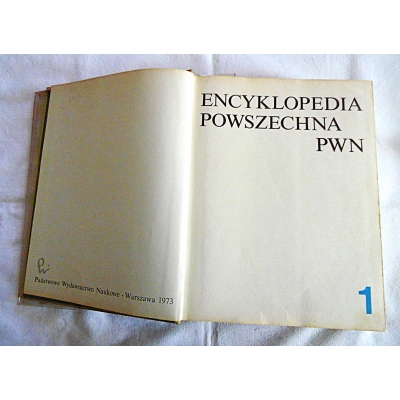 Państwowe Wydawnictwo Naukowe · Warszawa 1973
ENCYKLOPEDIA
POWSZECHNA
PWN
1